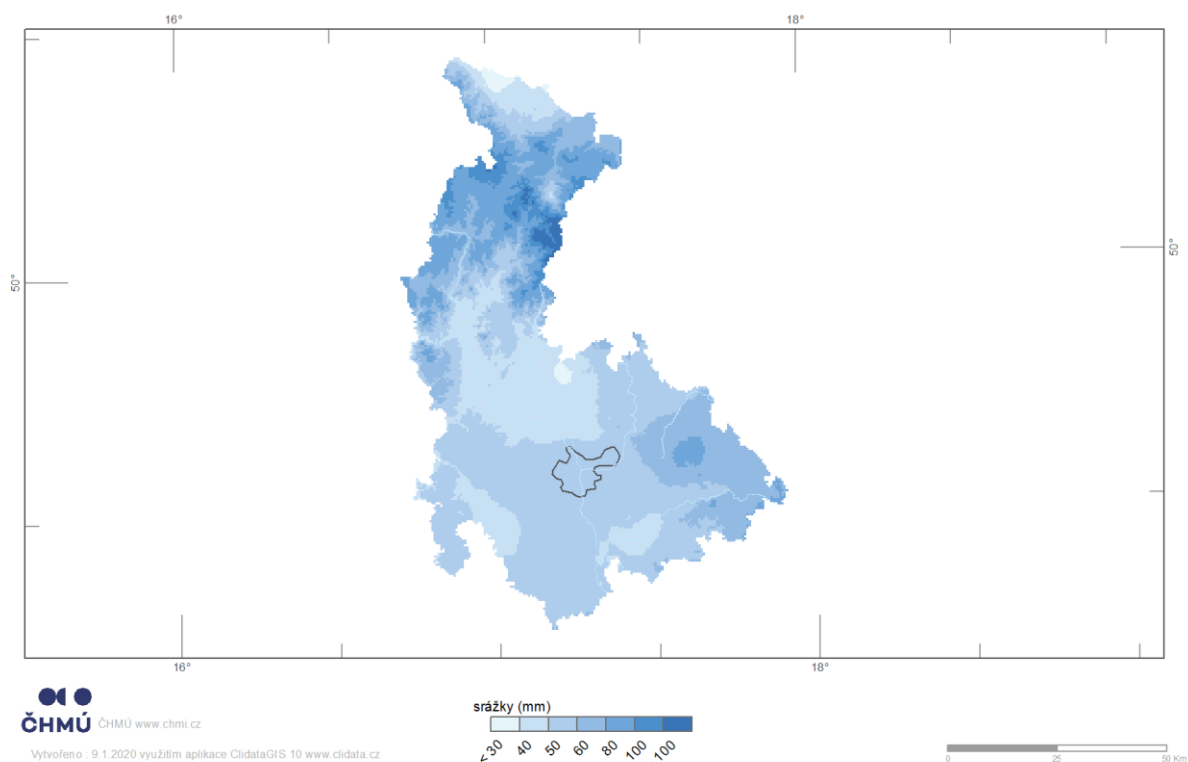 16° 18°
50°
50°
16° 18°
srážky (mm)
<30 40 50 60 80 100 100
ČHMÚ ČHMÚ www.chmi.cz
Vytvořeno : 9.1.2020 využitím aplikace ClidataGIS 10 www.clidata.cz
0 25 50 Km